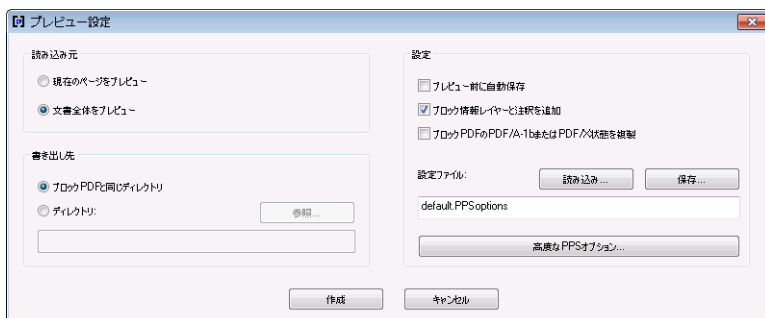 プレビュー設定
読み込み元
現在のページをプレビュー
文書全体をプレビュー
書き出し先
ブロックPDFと同じディレクトリ
ディレクトリ:
参照...
設定
プレビュー前に自動保存
ブロック情報レイヤーと注釈を追加
ブロックPDFのPDF/A-1bまたはPDF/X状態を複製
設定ファイル:
読み込み...
保存...
default.PPSoptions
高度なPPSオプション...
作成
キャンセル